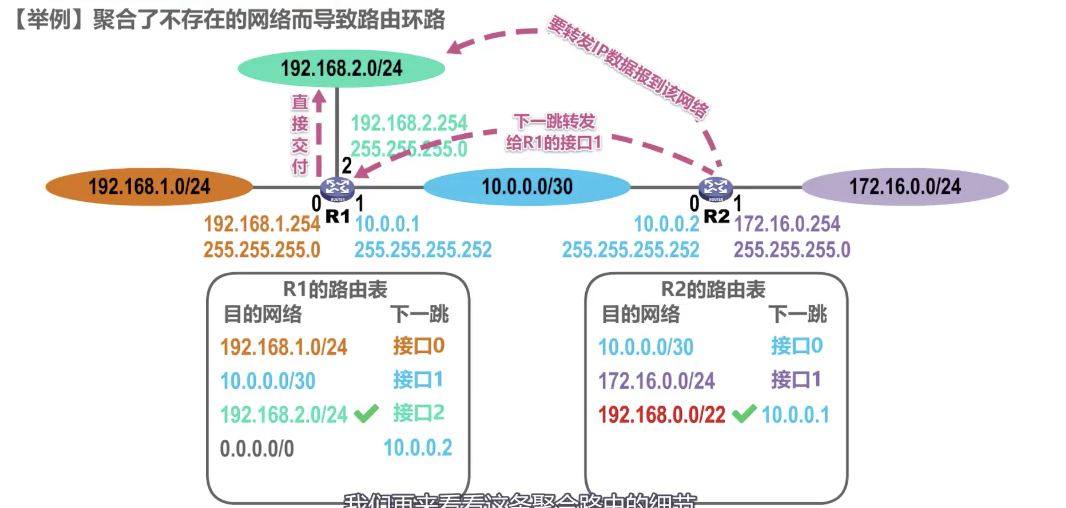 【举例】聚合了不存在的网络而导致路由环路
要转发IP数据报到该网络
192.168.2.0/24
直接交付
192.168.2.254
255.255.255.0
下一跳转发
给R1的接口1
2
192.168.1.0/24
10.0.0.0/30
172.16.0.0/24
ROUTER
ROUTER
0
R1
1
0
R2
1
192.168.1.254
255.255.255.0
10.0.0.1
255.255.255.252
10.0.0.2
255.255.255.252
172.16.0.254
255.255.255.0
R1的路由表
目的网络 下一跳
192.168.1.0/24 接口0
10.0.0.0/30 接口1
192.168.2.0/24 接口2
0.0.0.0/0 10.0.0.2
R2的路由表
目的网络 下一跳
10.0.0.0/30 接口0
172.16.0.0/24 接口1
192.168.0.0/22 10.0.0.1
我们再来看看这条聚合路由的细节